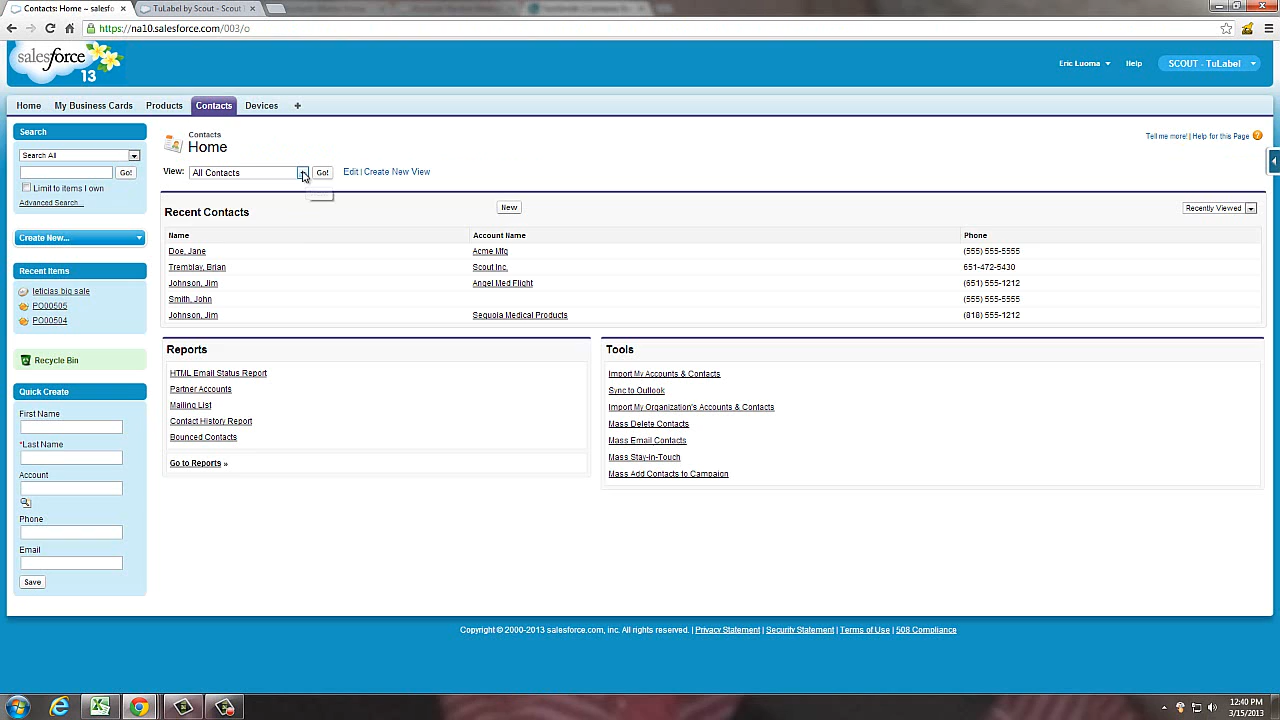 Contacts: Home ~ salesfo
TuLabel by Scout - Scout
https://na10.salesforce.com/003/o
salesforce
13
Eric Luoma
Help
SCOUT - TuLabel
Home
My Business Cards
Products
Contacts
Devices
+
Search
Search All
Go!
Limit to items I own
Advanced Search...
Create New...
Recent Items
leticias big sale
PO00505
PO00504
Recycle Bin
Quick Create
First Name
*Last Name
Account
Phone
Email
Save
Contacts
Home
Tell me more! | Help for this Page
View:
All Contacts
Go!
Edit | Create New View
Recent Contacts
New
Recently Viewed
Name Account Name Phone
Doe, Jane Acme Mfg (555) 555-5555
Tremblay, Brian Scout Inc. 651-472-5430
Johnson, Jim Angel Med Flight (651) 555-1212
Smith, John (555) 555-5555
Johnson, Jim Sequoia Medical Products (818) 555-1212
Reports
HTML Email Status Report
Partner Accounts
Mailing List
Contact History Report
Bounced Contacts
Go to Reports »
Tools
Import My Accounts & Contacts
Sync to Outlook
Import My Organization's Accounts & Contacts
Mass Delete Contacts
Mass Email Contacts
Mass Stay-in-Touch
Mass Add Contacts to Campaign
Copyright © 2000-2013 salesforce.com, inc. All rights reserved. | Privacy Statement | Security Statement | Terms of Use | 508 Compliance
12:40 PM
3/15/2013